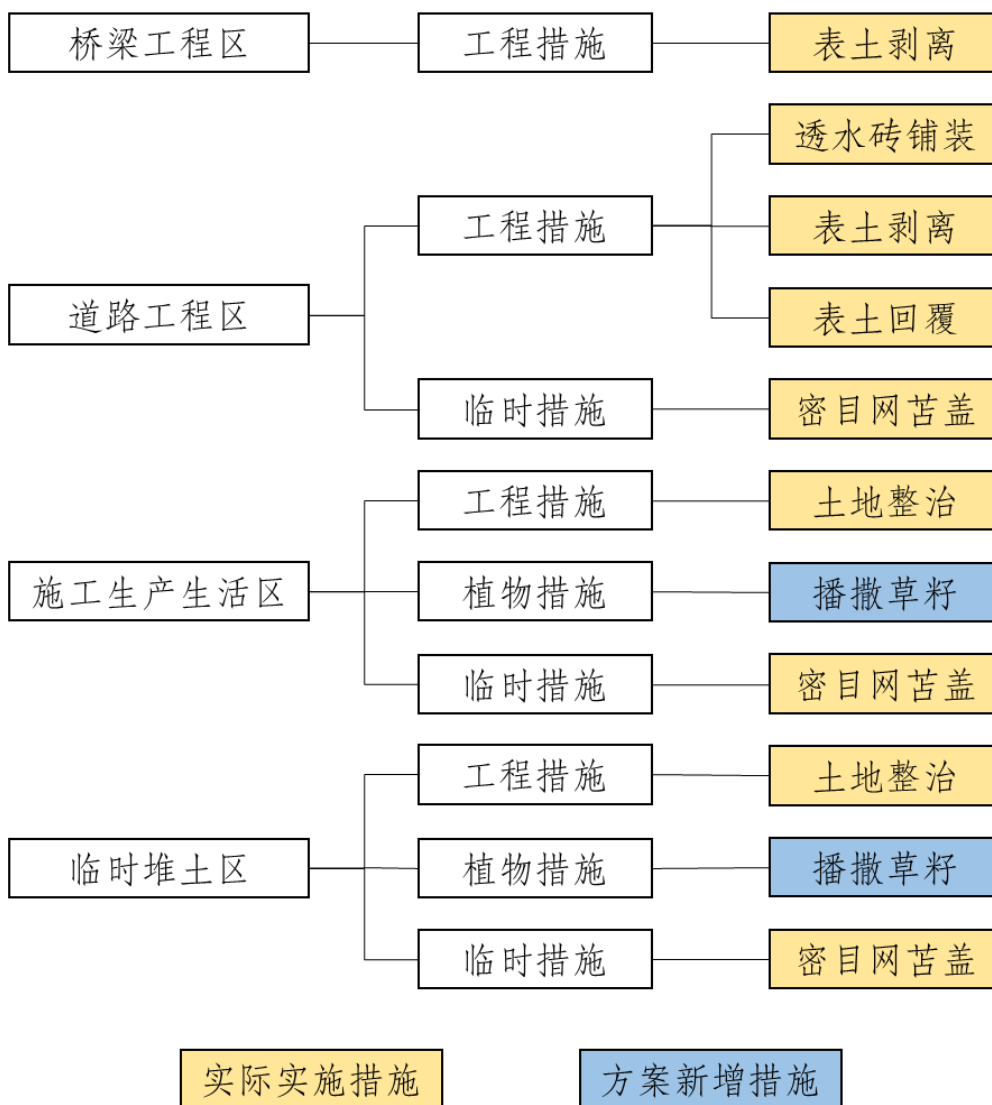 桥梁工程区
工程措施
表土剥离
道路工程区
工程措施
透水砖铺装
表土剥离
表土回覆
临时措施
密目网苫盖
施工生产生活区
工程措施
土地整治
植物措施
播撒草籽
临时措施
密目网苫盖
临时堆土区
工程措施
土地整治
植物措施
播撒草籽
临时措施
密目网苫盖
实际实施措施
方案新增措施